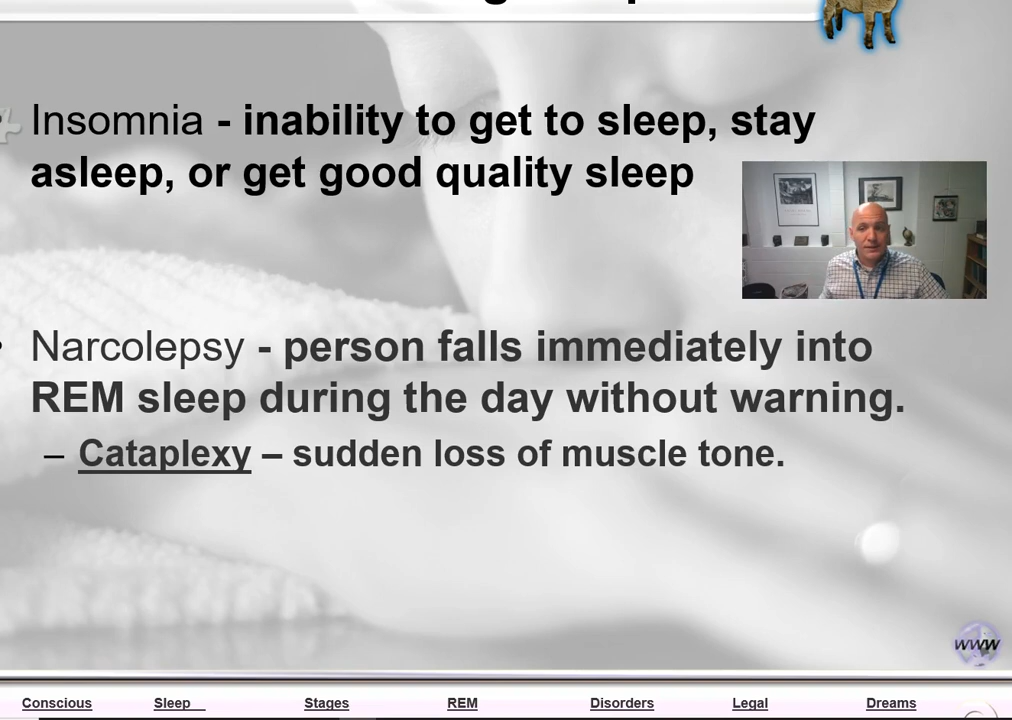 Insomnia - inability to get to sleep, stay
asleep, or get good quality sleep
Narcolepsy - person falls immediately into
REM sleep during the day without warning.
– Cataplexy – sudden loss of muscle tone.
www
Conscious Sleep Stages REM Disorders Legal Dreams